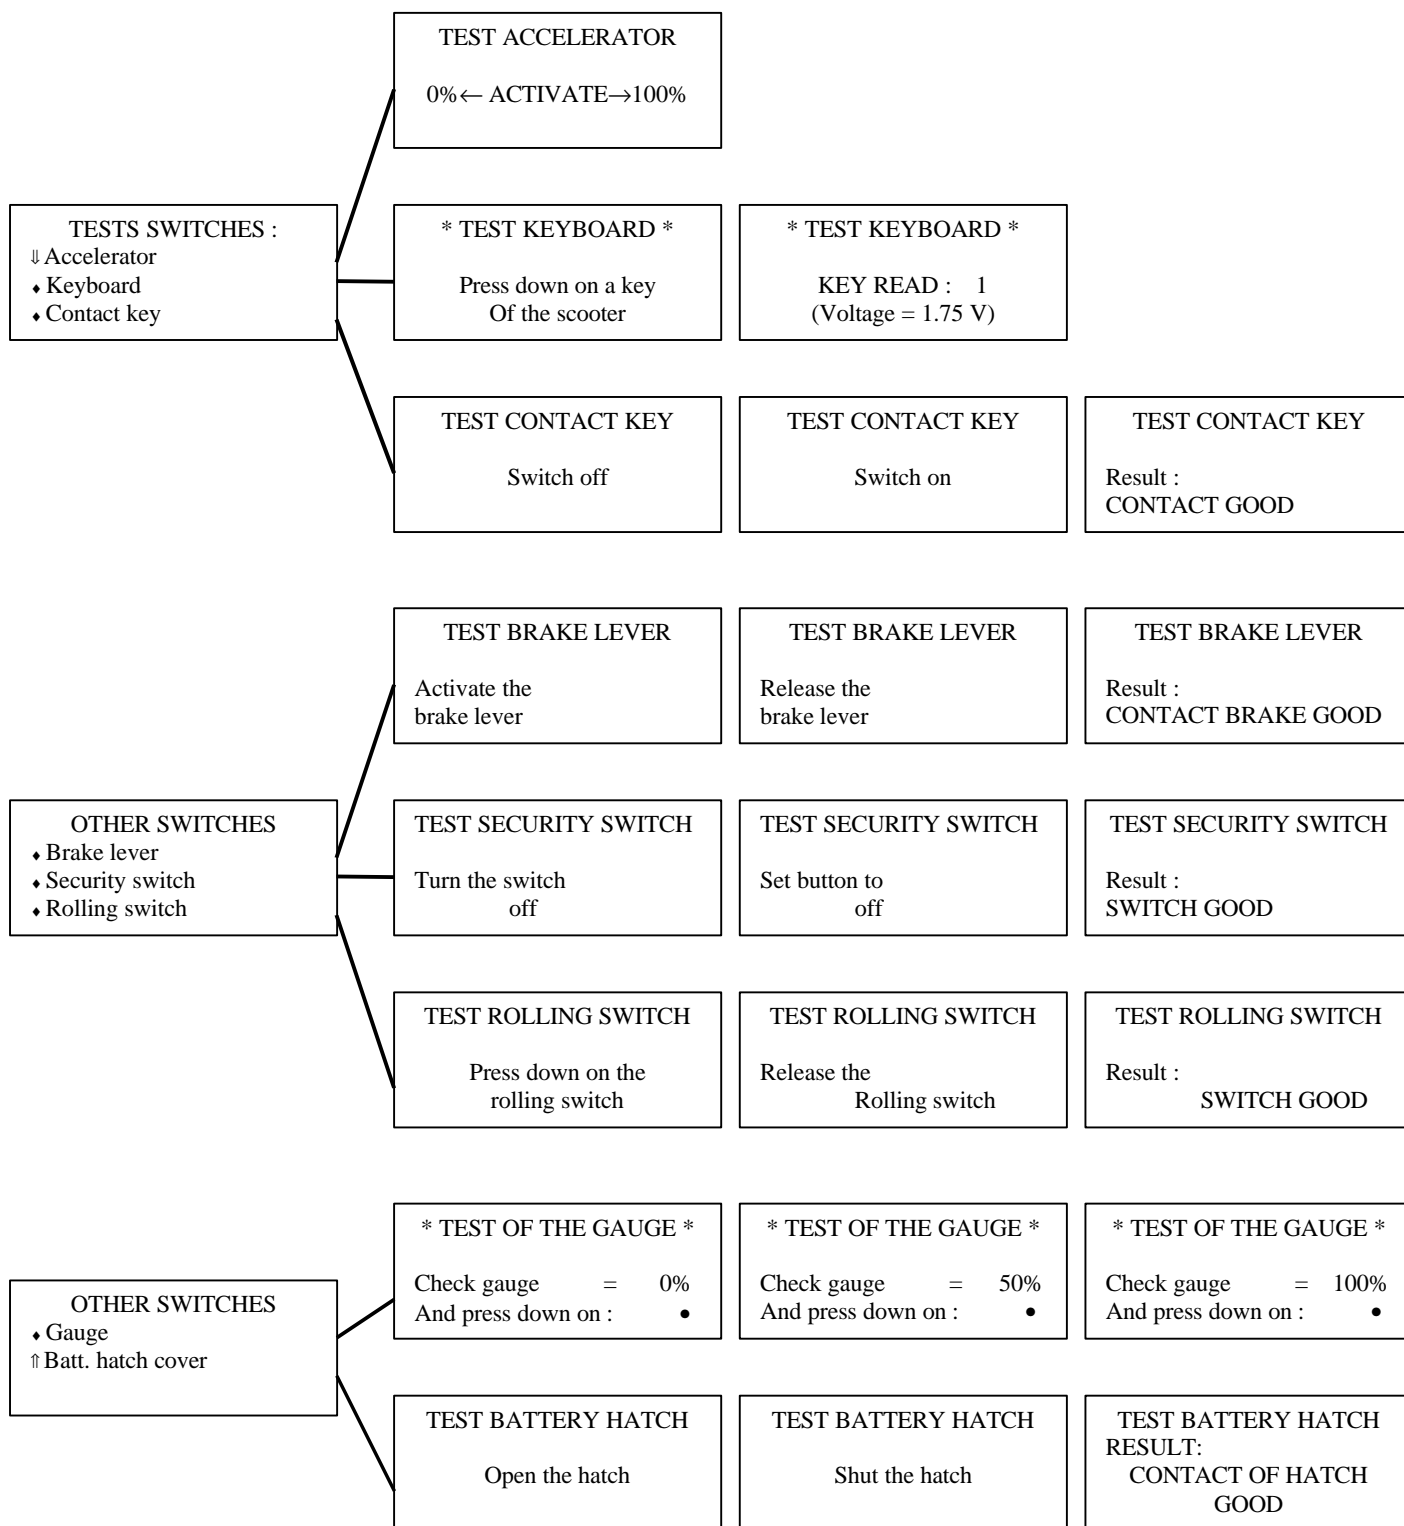 TEST ACCELERATOR
0%← ACTIVATE→100%
TESTS SWITCHES :
⇓Accelerator
♦ Keyboard
♦ Contact key
* TEST KEYBOARD *
Press down on a key
Of the scooter
* TEST KEYBOARD *
KEY READ : 1
(Voltage = 1.75 V)
TEST CONTACT KEY
Switch off
TEST CONTACT KEY
Switch on
TEST CONTACT KEY
Result :
CONTACT GOOD
TEST BRAKE LEVER
Activate the
brake lever
TEST BRAKE LEVER
Release the
brake lever
TEST BRAKE LEVER
Result :
CONTACT BRAKE GOOD
OTHER SWITCHES
♦ Brake lever
♦ Security switch
♦ Rolling switch
TEST SECURITY SWITCH
Turn the switch
off
TEST SECURITY SWITCH
Set button to
off
TEST SECURITY SWITCH
Result :
SWITCH GOOD
TEST ROLLING SWITCH
Press down on the
rolling switch
TEST ROLLING SWITCH
Release the
Rolling switch
TEST ROLLING SWITCH
Result :
SWITCH GOOD
* TEST OF THE GAUGE *
Check gauge = 0%
And press down on : •
* TEST OF THE GAUGE *
Check gauge = 50%
And press down on : •
* TEST OF THE GAUGE *
Check gauge = 100%
And press down on : •
OTHER SWITCHES
♦ Gauge
⇑Batt. hatch cover
TEST BATTERY HATCH
Open the hatch
TEST BATTERY HATCH
Shut the hatch
TEST BATTERY HATCH
RESULT:
CONTACT OF HATCH
GOOD